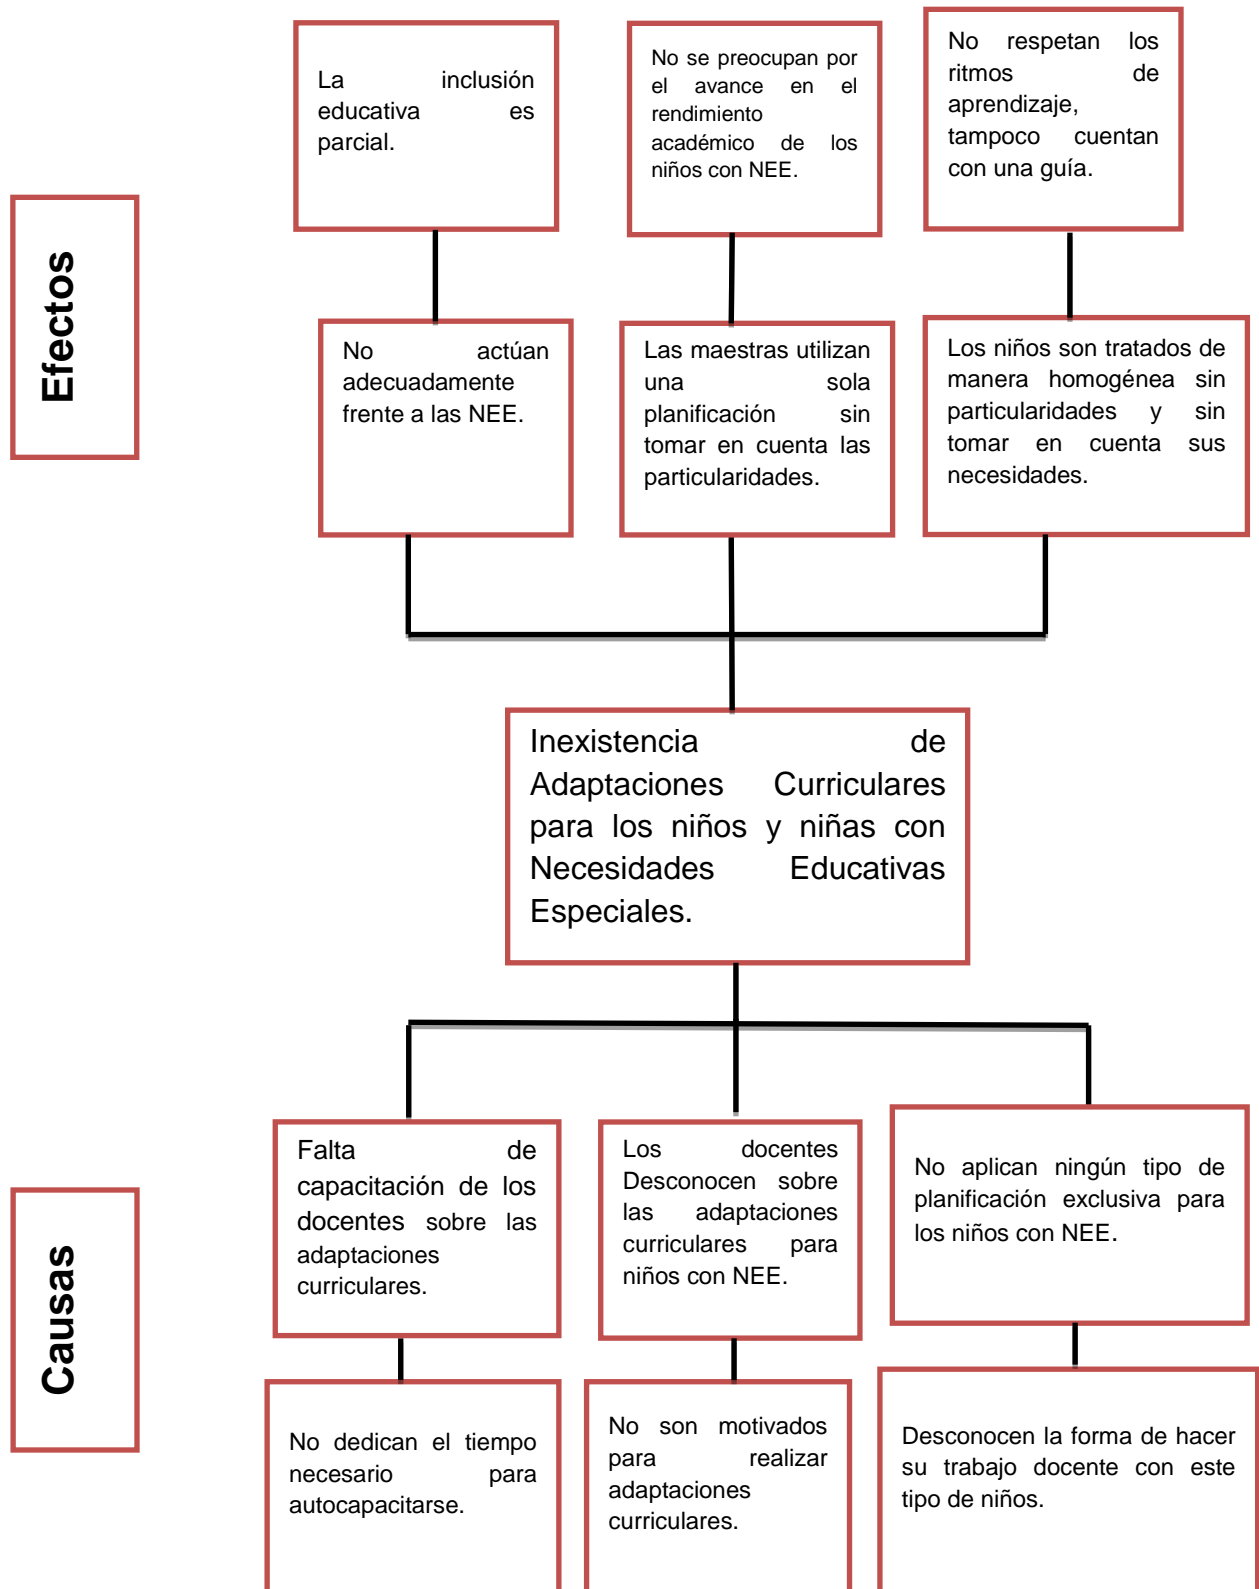 La inclusión
educativa es
parcial.
No se preocupan por
el avance en el
rendimiento
académico de los
niños con NEE.
No respetan los
ritmos de
aprendizaje,
tampoco cuentan
con una guía.
Efectos
No actúan
adecuadamente
frente a las NEE.
Las maestras utilizan
una sola
planificación sin
tomar en cuenta las
particularidades.
Los niños son tratados de
manera homogénea sin
particularidades y sin
tomar en cuenta sus
necesidades.
Inexistencia de
Adaptaciones Curriculares
para los niños y niñas con
Necesidades Educativas
Especiales.
Falta de
capacitación de los
docentes sobre las
adaptaciones
curriculares.
Los docentes
Desconocen sobre
las adaptaciones
curriculares para
niños con NEE.
No aplican ningún tipo de
planificación exclusiva para
los niños con NEE.
Causas
No dedican el tiempo
necesario para
autocapacitarse.
No son motivados
para realizar
adaptaciones
curriculares.
Desconocen la forma de hacer
su trabajo docente con este
tipo de niños.